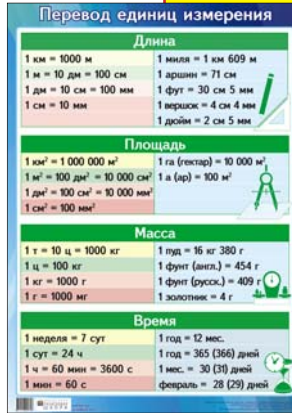 Перевод единиц измерения
Длина
1 км = 1000 м
1 м = 10 дм = 100 см
1 дм = 10 см = 100 мм
1 см = 10 мм
1 миля = 1 км 609 м
1 аршин = 71 см
1 фут = 30 см 5 мм
1 вершок = 4 см 4 мм
1 дюйм = 2 см 5 мм
Площадь
1 км² = 1 000 000 м²
1 м² = 100 дм² = 10 000 см²
1 дм² = 100 см² = 10 000 мм²
1 см² = 100 мм²
1 га (гектар) = 10 000 м²
1 а (ар) = 100 м²
Масса
1 т = 10 ц = 1000 кг
1 ц = 100 кг
1 кг = 1000 г
1 г = 1000 мг
1 пуд = 16 кг 380 г
1 фунт (англ.) = 454 г
1 фунт (русск.) = 409 г
1 золотник = 4 г
Время
1 неделя = 7 сут
1 сут = 24 ч
1 ч = 60 мин = 3600 с
1 мин = 60 с
1 год = 12 мес.
1 год = 365 (366) дней
1 мес. = 30 (31) дней
февраль = 28 (29) дней